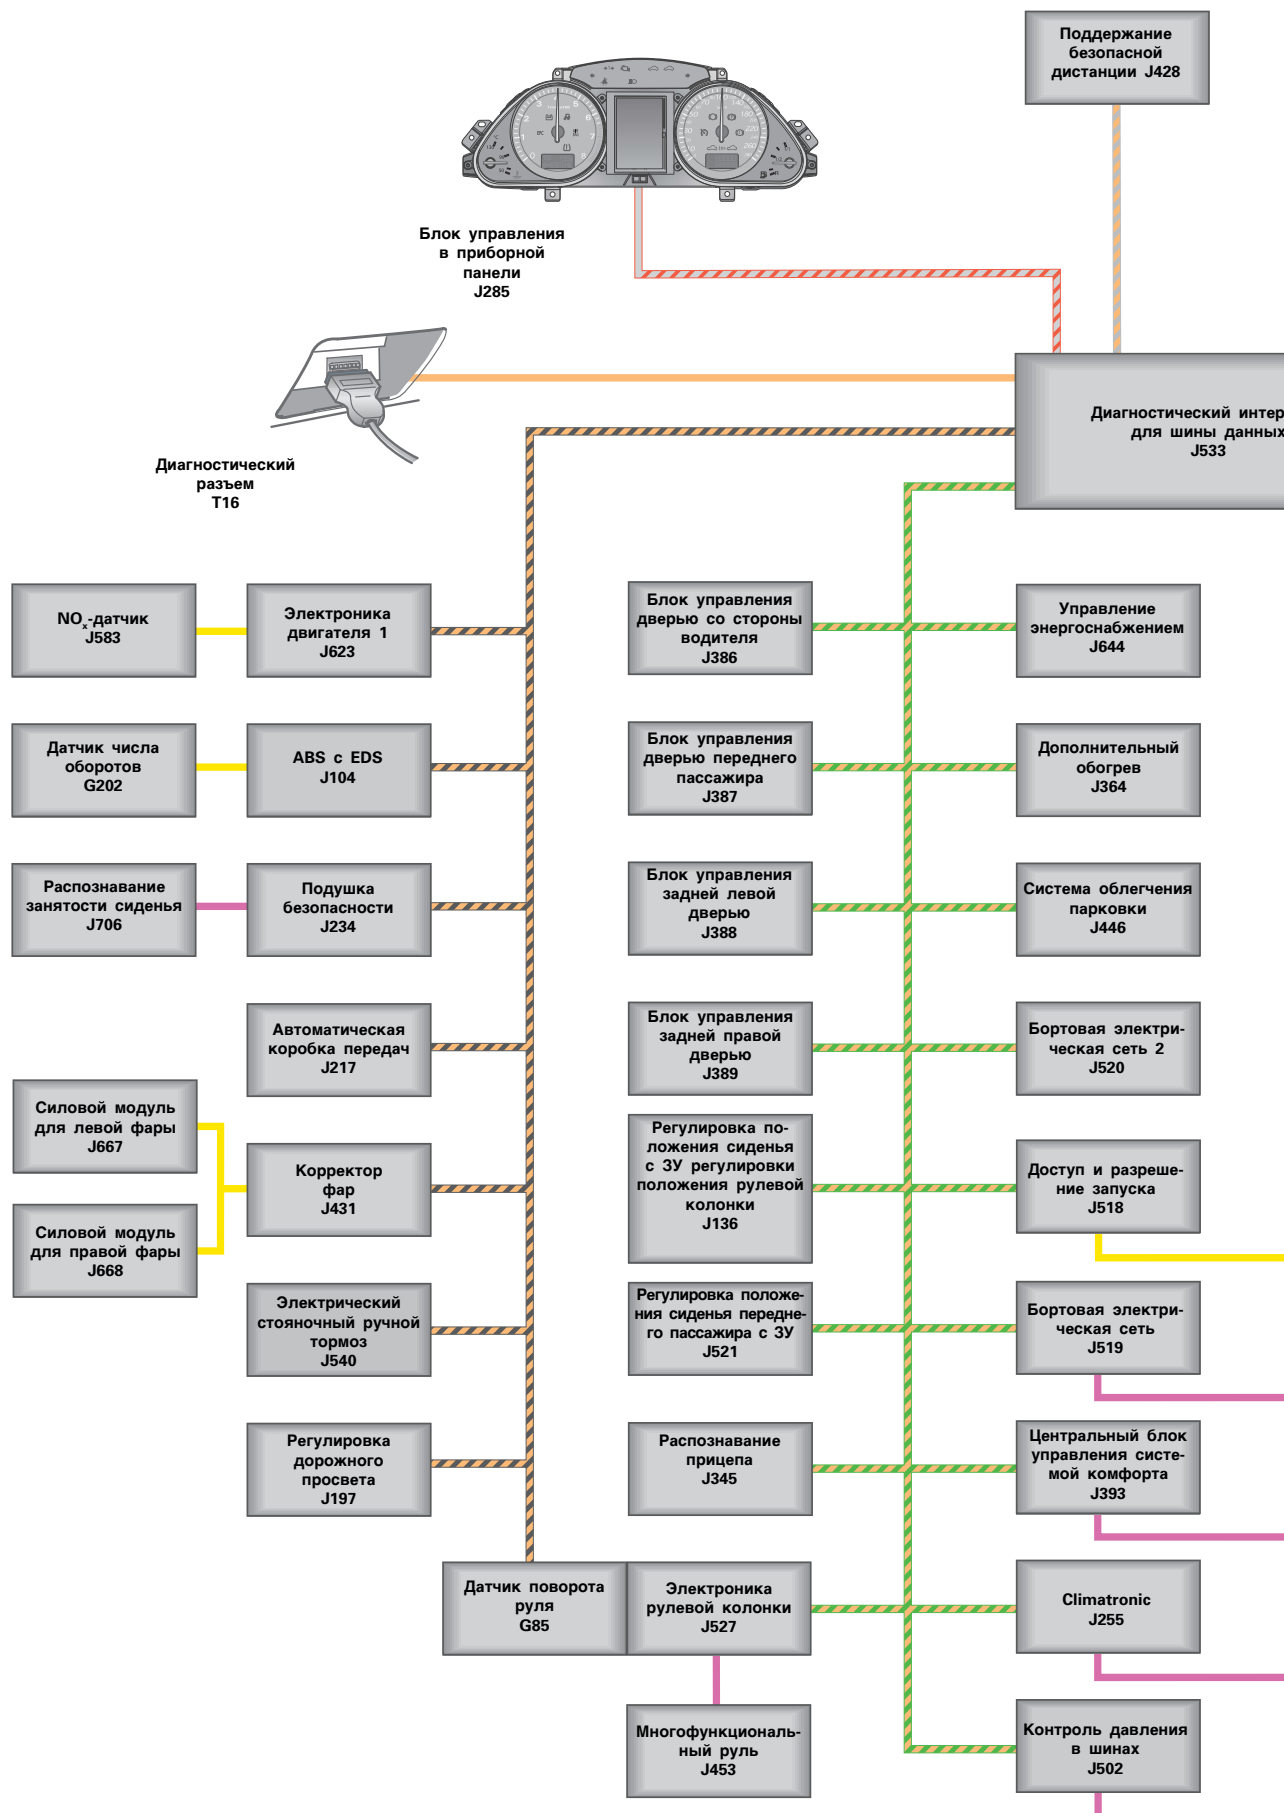 Поддержание
безопасной
дистанции J428
Блок управления
в приборной
панели
J285
Диагностический
разъем
T16
Диагностический интер
для шины данных
J533
NOx-датчик
J583
Электроника
двигателя 1
J623
Блок управления
дверью со стороны
водителя
J386
Управление
энергоснабжением
J644
Датчик числа
оборотов
G202
ABS с EDS
J104
Блок управления
дверью переднего
пассажира
J387
Дополнительный
обогрев
J364
Распознавание
занятости сиденья
J706
Подушка
безопасности
J234
Блок управления
задней левой
дверью
J388
Система облегчения
парковки
J446
Автоматическая
коробка передач
J217
Блок управления
задней правой
дверью
J389
Бортовая электри-
ческая сеть 2
J520
Силовой модуль
для левой фары
J667
Силовой модуль
для правой фары
J668
Корректор
фар
J431
Регулировка по-
ложения сиденья
с ЗУ регулировки
положения рулевой
колонки
J136
Доступ и разреше-
ние запуска
J518
Электрический
стояночный ручной
тормоз
J540
Регулировка положе-
ния сиденья передне-
го пассажира с ЗУ
J521
Бортовая электри-
ческая сеть
J519
Регулировка
дорожного
просвета
J197
Распознавание
прицепа
J345
Центральный блок
управления систе-
мой комфорта
J393
Датчик поворота
руля
G85
Электроника
рулевой колонки
J527
Climatronic
J255
Многофункциональ-
ный руль
J453
Контроль давления
в шинах
J502